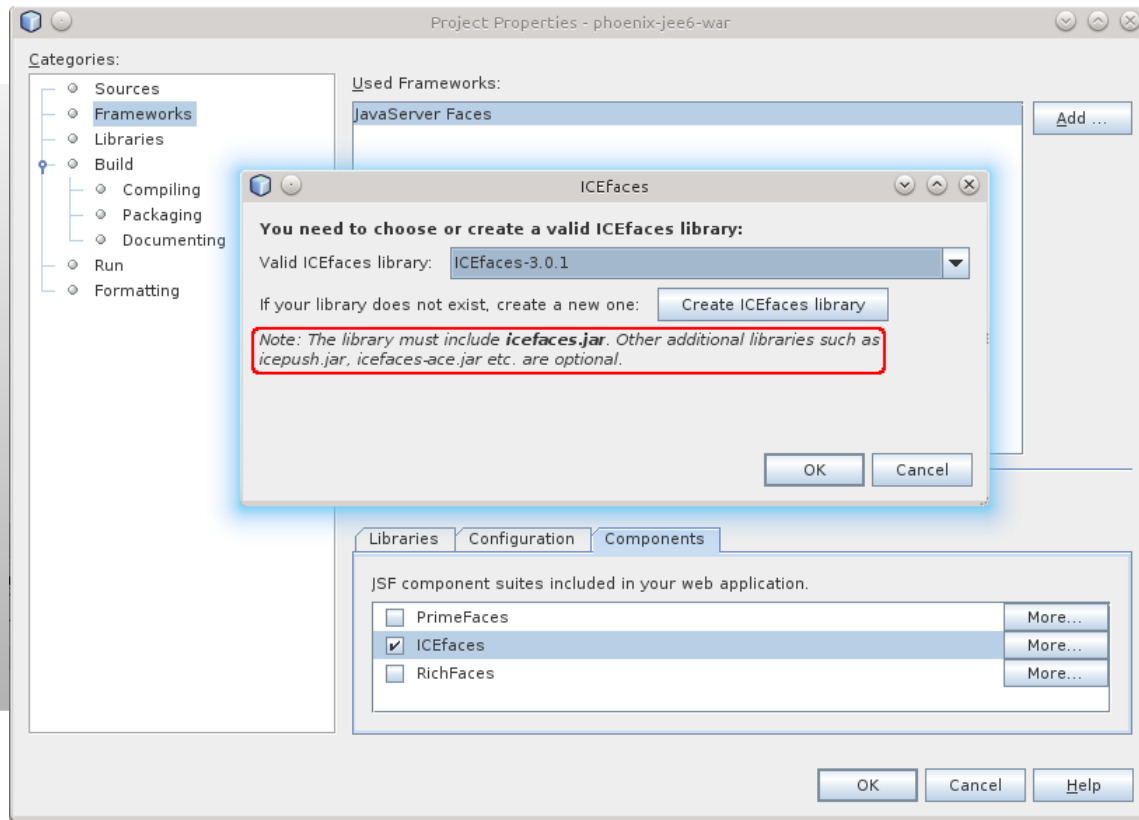 Project Properties - phoenix-jee6-war
Categories:
Sources
Frameworks
Libraries
Build
Compiling
Packaging
Documenting
Run
Formatting
Used Frameworks:
JavaServer Faces
Add ...
ICEfaces
You need to choose or create a valid ICEfaces library:
Valid ICEfaces library: ICEfaces-3.0.1
If your library does not exist, create a new one: Create ICEfaces library
Note: The library must include icefaces.jar. Other additional libraries such as
icepush.jar, icefaces-ace.jar etc. are optional.
OK Cancel
Libraries Configuration Components
JSF component suites included in your web application.
PrimeFaces More...
ICEfaces More...
RichFaces More...
OK Cancel Help